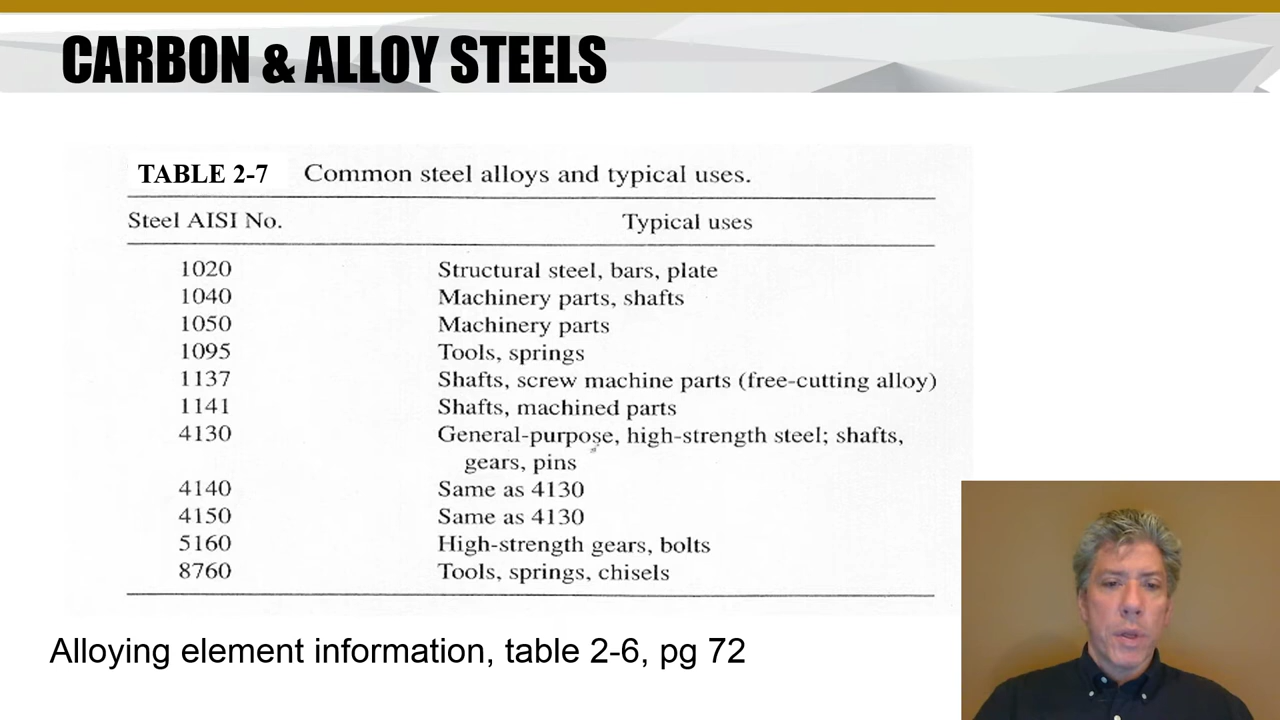 CARBON & ALLOY STEELS
TABLE 2-7 Common steel alloys and typical uses.
Steel AISI No. Typical uses
1020 Structural steel, bars, plate
1040 Machinery parts, shafts
1050 Machinery parts
1095 Tools, springs
1137 Shafts, screw machine parts (free-cutting alloy)
1141 Shafts, machined parts
4130 General-purpose, high-strength steel; shafts,
gears, pins
4140 Same as 4130
4150 Same as 4130
5160 High-strength gears, bolts
8760 Tools, springs, chisels
Alloying element information, table 2-6, pg 72